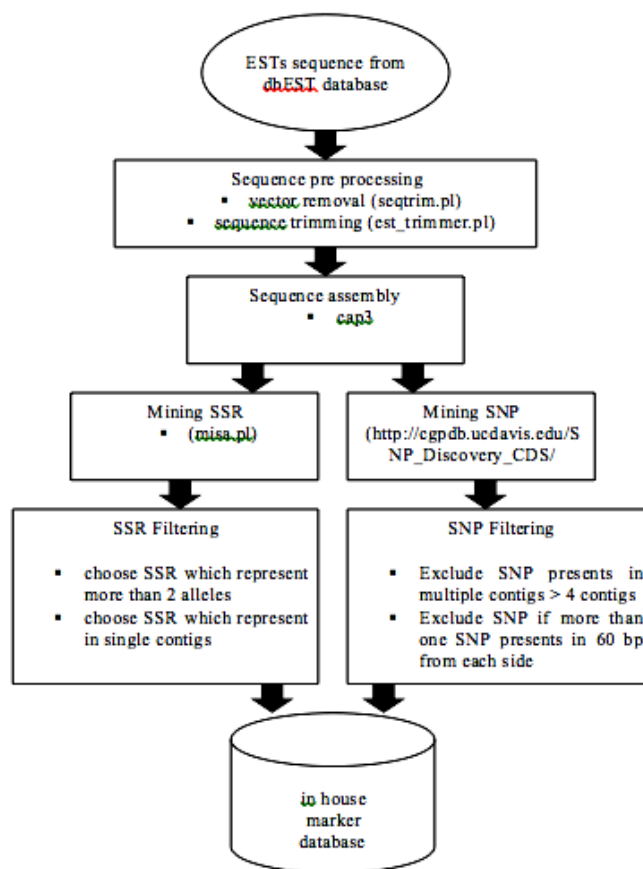 ESTs sequence from
dbEST database
Sequence pre processing
▪ vector removal (seqtrim.pl)
▪ sequence trimming (est_trimmer.pl)
Sequence assembly
▪ cap3
Mining SSR
▪ (misa.pl)
Mining SNP
(http://cgpdb.ucdavis.edu/S
NP_Discovery_CDS/
SSR Filtering
▪ choose SSR which represent
more than 2 alleles
▪ choose SSR which represent
in single contigs
SNP Filtering
▪ Exclude SNP presents in
multiple contigs > 4 contigs
▪ Exclude SNP if more than
one SNP presents in 60 bp
from each side
in house
marker
database